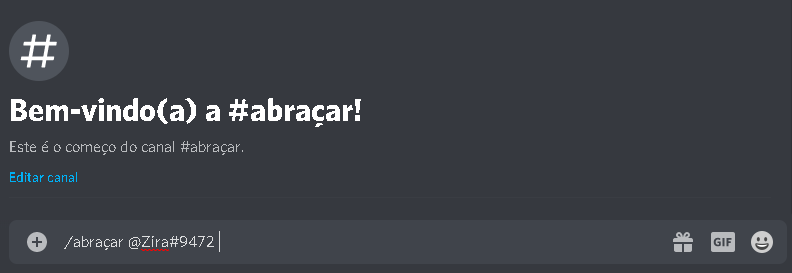 #
Bem-vindo(a) a #abraçar!
Este é o começo do canal #abraçar.
Editar canal
/abraçar @Zira#9472
GIF